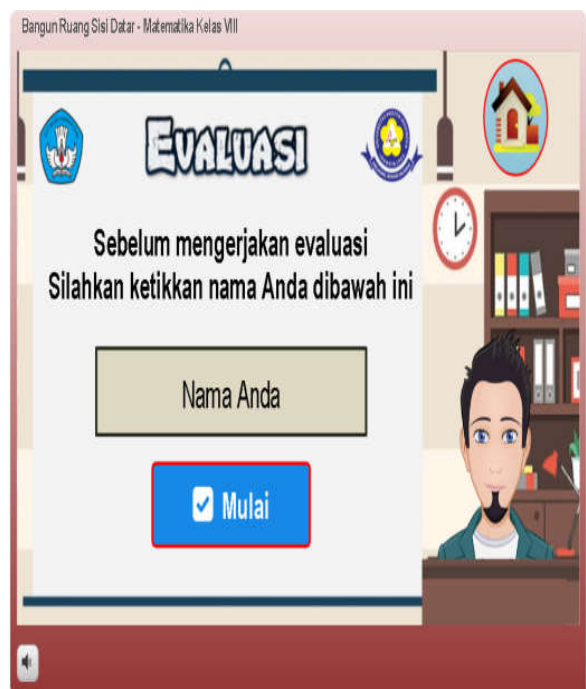 Bangun Ruang Sisi Datar - Matematika Kelas VIII
EVALUASI
Sebelum mengerjakan evaluasi
Silahkan ketikkan nama Anda dibawah ini
Nama Anda
Mulai